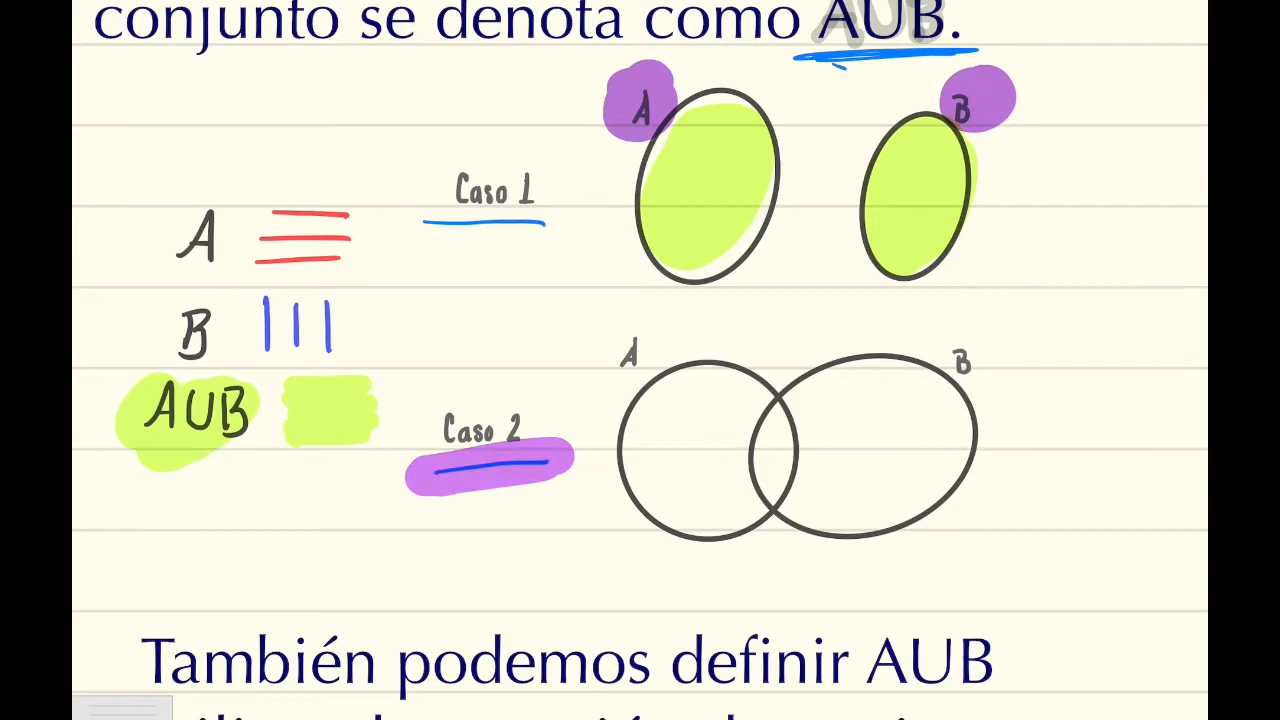 conjunto se denota como AUB.
A B
Caso 1
A
B
A B
AUB
Caso 2
También podemos definir AUB